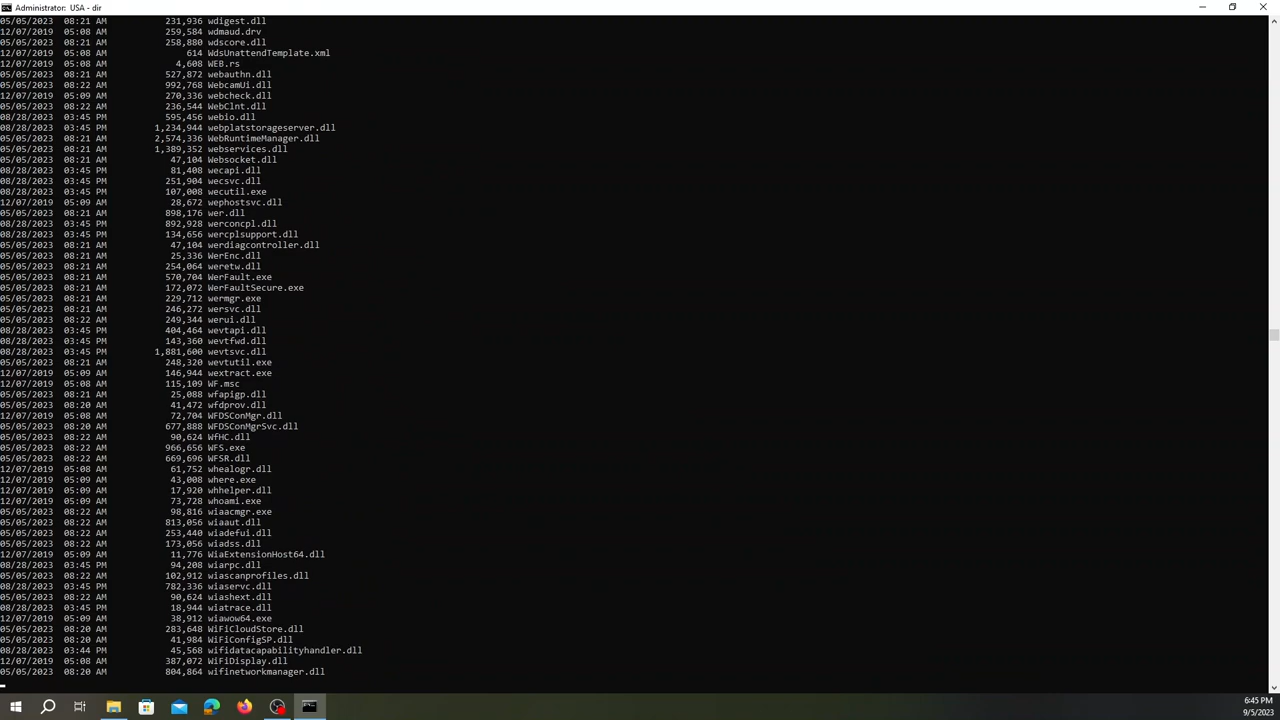 Administrator: USA - dir
05/05/2023 08:21 AM 231,936 wdigest.dll
12/07/2019 05:08 AM 259,584 wdmaud.drv
05/05/2023 08:21 AM 258,880 wdscore.dll
12/07/2019 05:08 AM 614 WdsUnattendTemplate.xml
12/07/2019 05:08 AM 4,608 WEB.rs
05/05/2023 08:21 AM 527,872 webauthn.dll
05/05/2023 08:22 AM 992,768 WebcamUi.dll
12/07/2019 05:09 AM 270,336 webcheck.dll
05/05/2023 08:22 AM 236,544 WebClnt.dll
08/28/2023 03:45 PM 595,456 webio.dll
08/28/2023 03:45 PM 1,234,944 webplatstorageserver.dll
08/28/2023 03:45 PM 2,574,336 WebRuntimeManager.dll
05/05/2023 08:21 AM 1,389,352 webservices.dll
05/05/2023 08:21 AM 47,104 Websocket.dll
08/28/2023 03:45 PM 81,408 wecapi.dll
08/28/2023 03:45 PM 251,904 wecsvc.dll
08/28/2023 03:45 PM 107,008 wecutil.exe
12/07/2019 05:09 AM 28,672 wephostsvc.dll
05/05/2023 08:21 AM 898,176 wer.dll
08/28/2023 03:45 PM 892,928 werconcpl.dll
08/28/2023 03:45 PM 134,656 wercplsupport.dll
05/05/2023 08:21 AM 47,104 werdiagcontroller.dll
05/05/2023 08:21 AM 25,336 WerEnc.dll
05/05/2023 08:21 AM 254,064 weretw.dll
05/05/2023 08:21 AM 570,704 WerFault.exe
05/05/2023 08:21 AM 172,072 WerFaultSecure.exe
05/05/2023 08:21 AM 229,712 wermgr.exe
05/05/2023 08:21 AM 246,272 wersvc.dll
05/05/2023 08:21 AM 249,344 werui.dll
08/28/2023 03:45 PM 404,464 wevtapi.dll
08/28/2023 03:45 PM 143,360 wevtfwd.dll
08/28/2023 03:45 PM 1,881,600 wevtsvc.dll
05/05/2023 08:21 AM 248,320 wevtutil.exe
12/07/2019 05:09 AM 146,944 wextract.exe
12/07/2019 05:08 AM 115,109 WF.msc
05/05/2023 08:21 AM 25,088 wfapigp.dll
05/05/2023 08:20 AM 41,472 wfdprov.dll
12/07/2019 05:08 AM 72,704 WFDSConMgr.dll
05/05/2023 08:20 AM 677,888 WFDSConMgrSvc.dll
05/05/2023 08:22 AM 90,624 WfHC.dll
05/05/2023 08:22 AM 966,656 WFS.exe
05/05/2023 08:22 AM 669,696 WFSR.dll
12/07/2019 05:08 AM 61,752 whealogr.dll
12/07/2019 05:09 AM 43,008 where.exe
12/07/2019 05:09 AM 17,920 whhelper.dll
12/07/2019 05:09 AM 73,728 whoami.exe
05/05/2023 08:22 AM 98,816 wiaacmgr.exe
05/05/2023 08:22 AM 813,056 wiaaut.dll
05/05/2023 08:22 AM 253,440 wiadefui.dll
05/05/2023 08:22 AM 173,056 wiadss.dll
12/07/2019 05:09 AM 11,776 WiaExtensionHost64.dll
08/28/2023 03:45 PM 94,208 wiarpc.dll
05/05/2023 08:22 AM 102,912 wiascanprofiles.dll
08/28/2023 03:45 PM 782,336 wiaservc.dll
05/05/2023 08:22 AM 90,624 wiashext.dll
08/28/2023 03:45 PM 18,944 wiatrace.dll
12/07/2019 05:09 AM 38,912 wiawow64.exe
05/05/2023 08:20 AM 283,648 WiFiCloudStore.dll
05/05/2023 08:20 AM 41,984 WiFiConfigSP.dll
08/28/2023 03:44 PM 45,568 wifidatacapabilityhandler.dll
12/07/2019 05:08 AM 387,072 WiFiDisplay.dll
05/05/2023 08:20 AM 804,864 wifinetworkmanager.dll
6:45 PM
9/5/2023